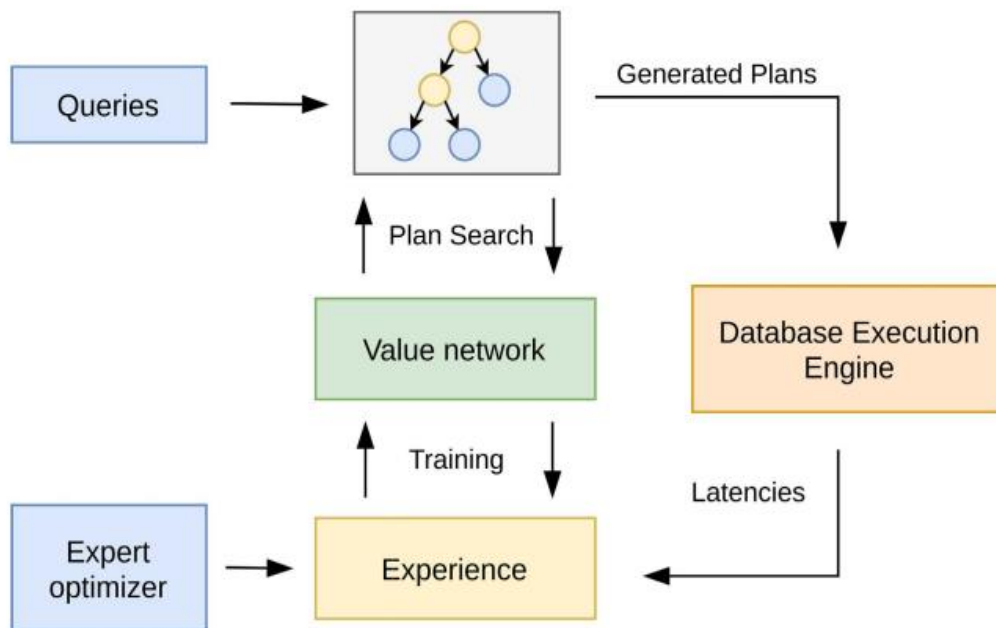 Queries
Generated Plans
Plan Search
Value network
Database Execution
Engine
Training
Latencies
Expert
optimizer
Experience